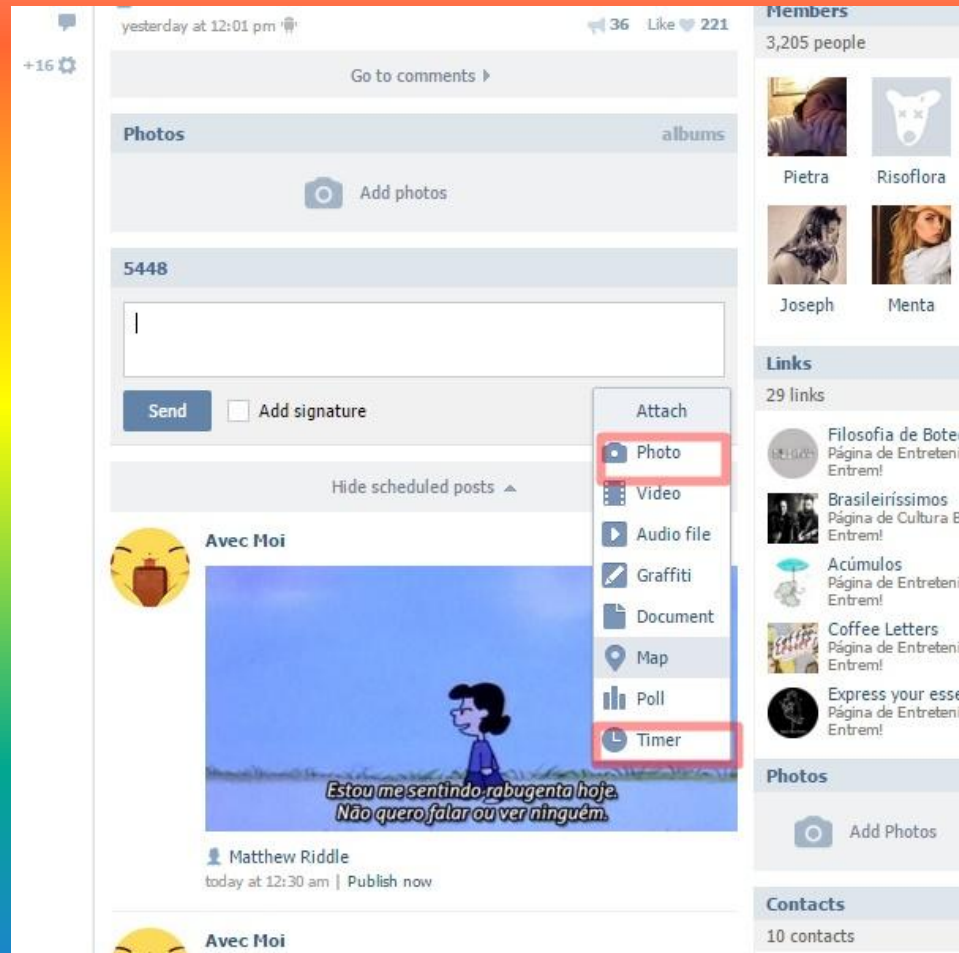 yesterday at 12:01 pm
36 Like 221
+16
Go to comments
Photos albums
Add photos
5448
Send Add signature
Attach
Photo
Video
Audio file
Graffiti
Document
Map
Poll
Timer
Hide scheduled posts
Avec Moi
Estou me sentindo rabugenta hoje.
Não quero falar ou ver ninguém.
Matthew Riddle
today at 12:30 am | Publish now
Avec Moi
Members
3,205 people
Pietra Risoflora
Joseph Menta
Links
29 links
Filosofia de Bote
Página de Entreteni
Entrem!
Brasileiríssimos
Página de Cultura
Entrem!
Acúmulos
Página de Entreteni
Entrem!
Coffee Letters
Página de Entreteni
Entrem!
Express your esse
Página de Entreteni
Entrem!
Photos
Add Photos
Contacts
10 contacts